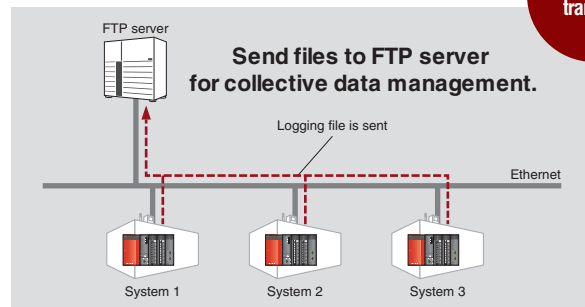 tran
FTP server
Send files to FTP server
for collective data management.
Logging file is sent
Ethernet
System 1
System 2
System 3